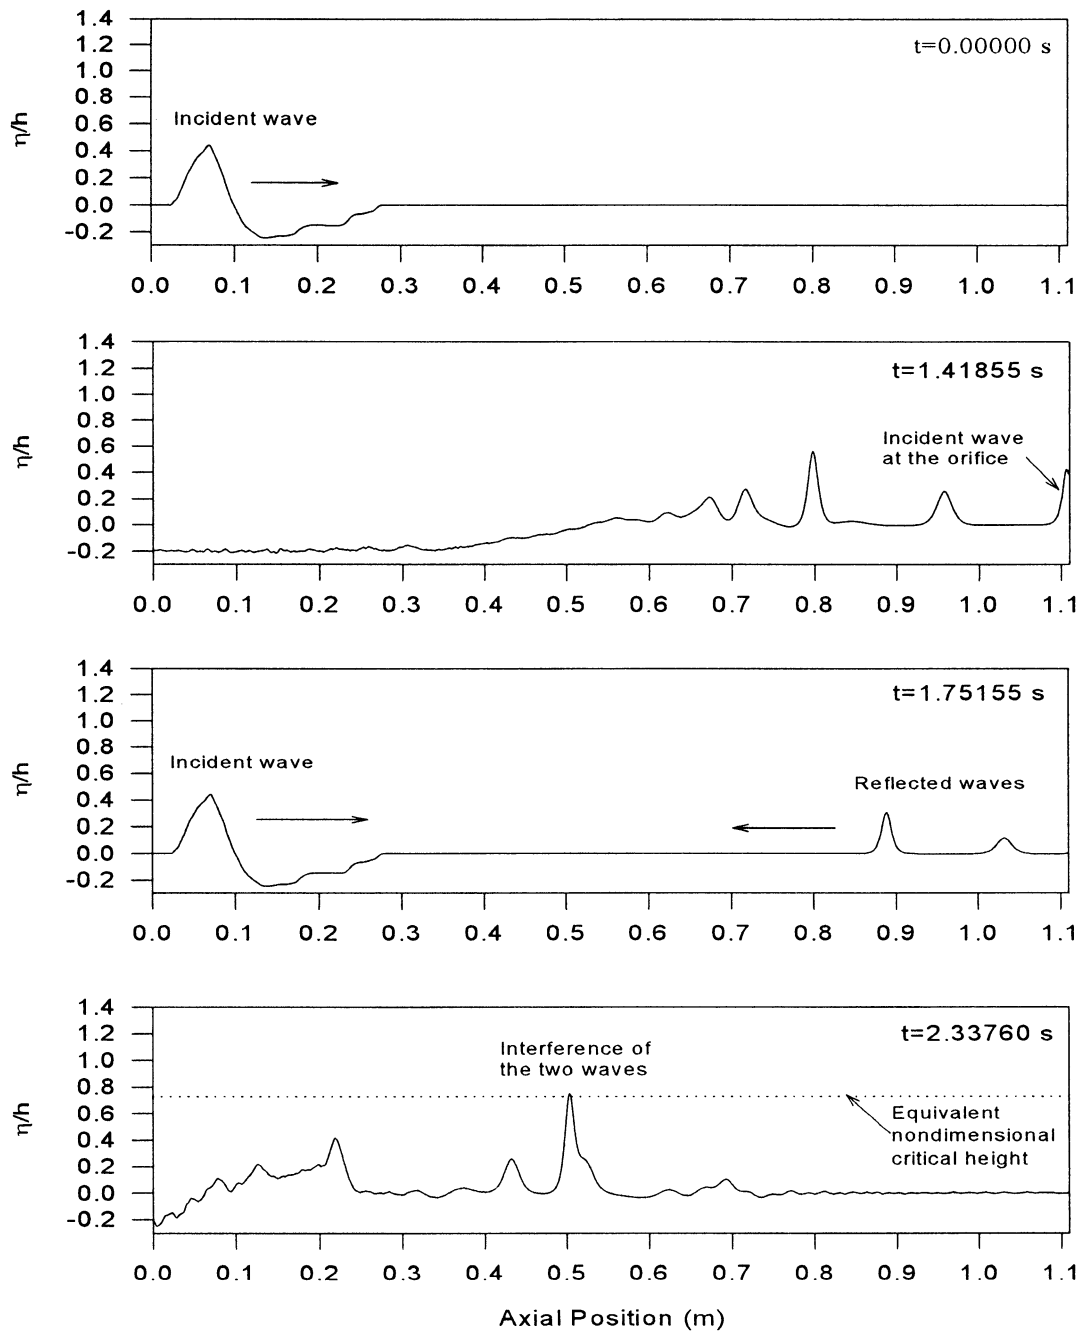 1.4
1.2
1.0
0.8
0.6
0.4
0.2
0.0
-0.2
η/h
t=0.00000 s
Incident wave
0.0 0.1 0.2 0.3 0.4 0.5 0.6 0.7 0.8 0.9 1.0 1.1
1.4
1.2
1.0
0.8
0.6
0.4
0.2
0.0
-0.2
η/h
t=1.41855 s
Incident wave
at the orifice
0.0 0.1 0.2 0.3 0.4 0.5 0.6 0.7 0.8 0.9 1.0 1.1
1.4
1.2
1.0
0.8
0.6
0.4
0.2
0.0
-0.2
η/h
t=1.75155 s
Incident wave
Reflected waves
0.0 0.1 0.2 0.3 0.4 0.5 0.6 0.7 0.8 0.9 1.0 1.1
1.4
1.2
1.0
0.8
0.6
0.4
0.2
0.0
-0.2
η/h
t=2.33760 s
Interference of
the two waves
Equivalent
nondimensional
critical height
0.0 0.1 0.2 0.3 0.4 0.5 0.6 0.7 0.8 0.9 1.0 1.1
Axial Position (m)